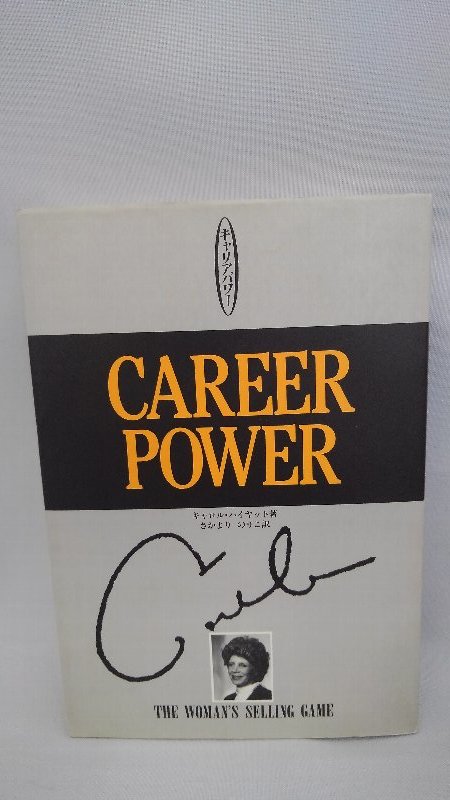 キャリアパワー
CAREER
POWER
キャロル・ハイヤット著
さかより のりこ訳
Carole
THE WOMAN'S SELLING GAME